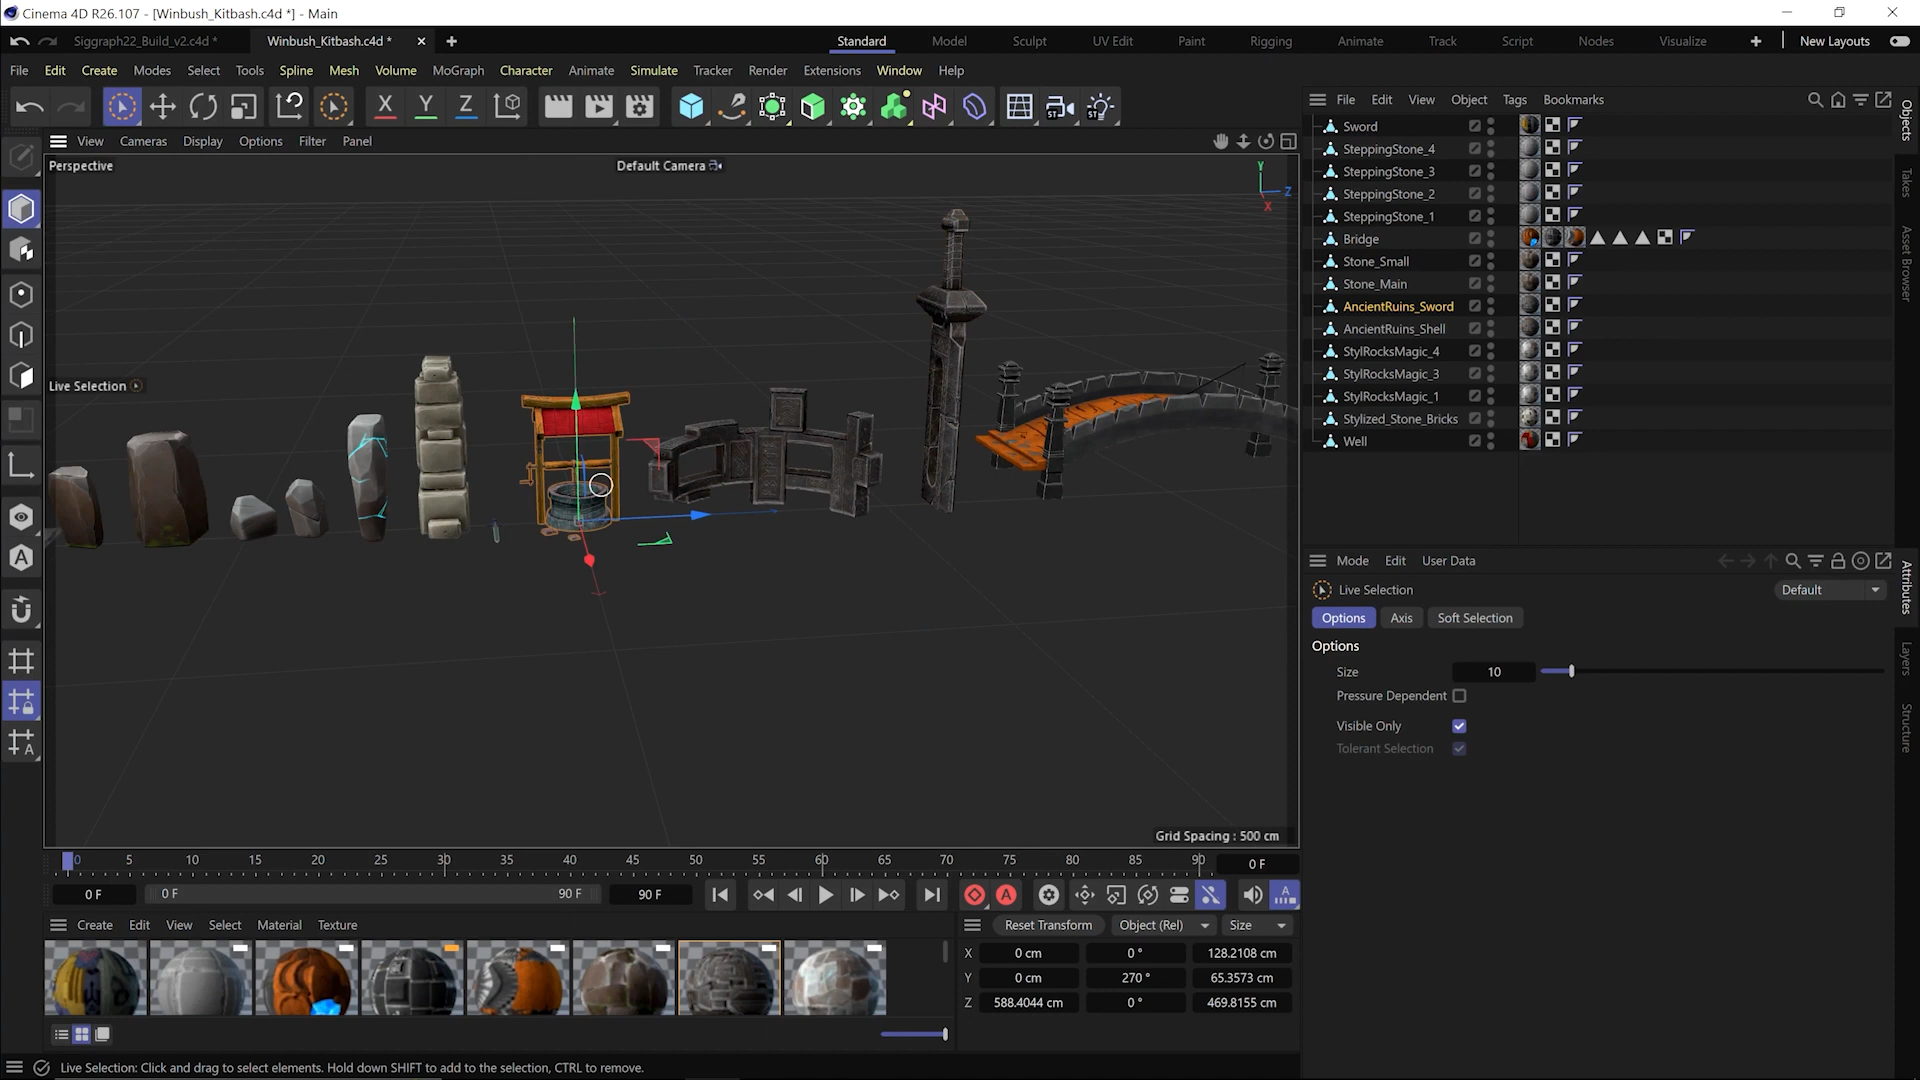 Cinema 4D R26.107 - [Winbush_Kitbash.c4d *] - Main
Siggraph22_Build_v2.c4d * Winbush_Kitbash.c4d *
Standard Model Sculpt UV Edit Paint Rigging Animate Track Script Nodes Visualize New Layouts
File Edit Create Modes Select Tools Spline Mesh Volume MoGraph Character Animate Simulate Tracker Render Extensions Window Help
X Y Z
ST ST
File Edit View Object Tags Bookmarks
View Cameras Display Options Filter Panel
Perspective
Default Camera
Y
Z
X
Live Selection
Grid Spacing : 500 cm
Sword
SteppingStone_4
SteppingStone_3
SteppingStone_2
SteppingStone_1
Bridge
Stone_Small
Stone_Main
AncientRuins_Sword
AncientRuins_Shell
StylRocksMagic_4
StylRocksMagic_3
StylRocksMagic_1
Stylized_Stone_Bricks
Well
Objects
Takes
Asset Browser
Mode Edit User Data
Live Selection
Default
Options Axis Soft Selection
Options
Size 10
Pressure Dependent
Visible Only
Tolerant Selection
Attributes
Layers
Structure
0 5 10 15 20 25 30 35 40 45 50 55 60 65 70 75 80 85 90 0 F
0 F 0 F 90 F 90 F
A
A
Create Edit View Select Material Texture
Reset Transform Object (Rel) Size
X 0 cm 0 ° 128.2108 cm
Y 0 cm 270 ° 65.3573 cm
Z 588.4044 cm 0 ° 469.8155 cm
Live Selection: Click and drag to select elements. Hold down SHIFT to add to the selection, CTRL to remove.